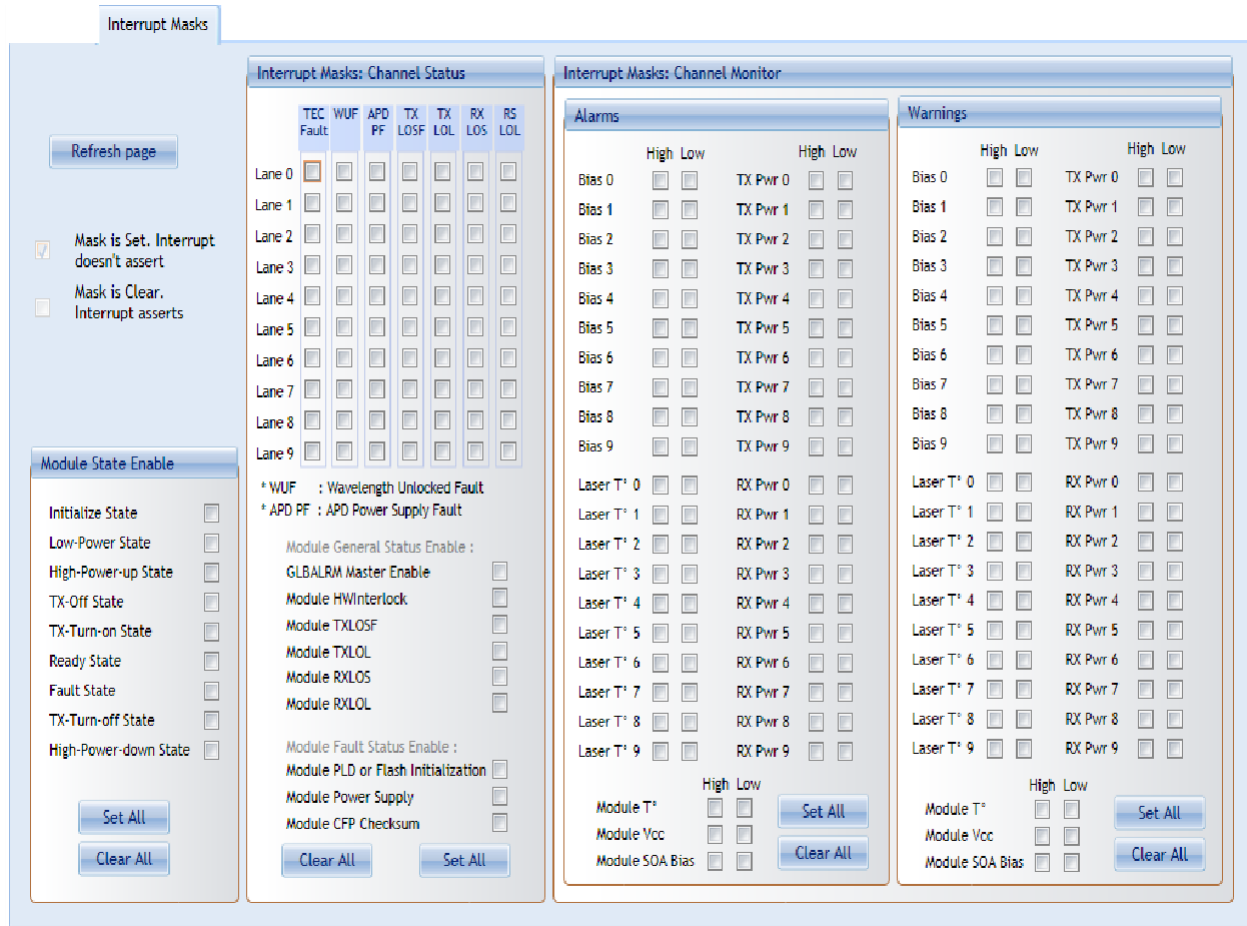 Interrupt Masks
Refresh page
Mask is Set. Interrupt
doesn't assert
Mask is Clear.
Interrupt asserts
Module State Enable
Initialize State
Low-Power State
High-Power-up State
TX-Off State
TX-Turn-on State
Ready State
Fault State
TX-Turn-off State
High-Power-down State
Set All
Clear All
Interrupt Masks: Channel Status
TEC WUF APD TX TX RX RS
Fault PF LOSF LOL LOS LOL
Lane 0
Lane 1
Lane 2
Lane 3
Lane 4
Lane 5
Lane 6
Lane 7
Lane 8
Lane 9
* WUF : Wavelength Unlocked Fault
* APD PF : APD Power Supply Fault
Module General Status Enable :
GLBALRM Master Enable
Module HWInterlock
Module TXLOSF
Module TXLOL
Module RXLOS
Module RXLOL
Module Fault Status Enable :
Module PLD or Flash Initialization
Module Power Supply
Module CFP Checksum
Clear All Set All
Interrupt Masks: Channel Monitor
Alarms
High Low High Low
Bias 0 TX Pwr 0
Bias 1 TX Pwr 1
Bias 2 TX Pwr 2
Bias 3 TX Pwr 3
Bias 4 TX Pwr 4
Bias 5 TX Pwr 5
Bias 6 TX Pwr 6
Bias 7 TX Pwr 7
Bias 8 TX Pwr 8
Bias 9 TX Pwr 9
Laser T° 0 RX Pwr 0
Laser T° 1 RX Pwr 1
Laser T° 2 RX Pwr 2
Laser T° 3 RX Pwr 3
Laser T° 4 RX Pwr 4
Laser T° 5 RX Pwr 5
Laser T° 6 RX Pwr 6
Laser T° 7 RX Pwr 7
Laser T° 8 RX Pwr 8
Laser T° 9 RX Pwr 9
High Low
Module T°
Module Vcc
Module SOA Bias
Set All
Clear All
Warnings
High Low High Low
Bias 0 TX Pwr 0
Bias 1 TX Pwr 1
Bias 2 TX Pwr 2
Bias 3 TX Pwr 3
Bias 4 TX Pwr 4
Bias 5 TX Pwr 5
Bias 6 TX Pwr 6
Bias 7 TX Pwr 7
Bias 8 TX Pwr 8
Bias 9 TX Pwr 9
Laser T° 0 RX Pwr 0
Laser T° 1 RX Pwr 1
Laser T° 2 RX Pwr 2
Laser T° 3 RX Pwr 3
Laser T° 4 RX Pwr 4
Laser T° 5 RX Pwr 5
Laser T° 6 RX Pwr 6
Laser T° 7 RX Pwr 7
Laser T° 8 RX Pwr 8
Laser T° 9 RX Pwr 9
High Low
Module T°
Module Vcc
Module SOA Bias
Set All
Clear All